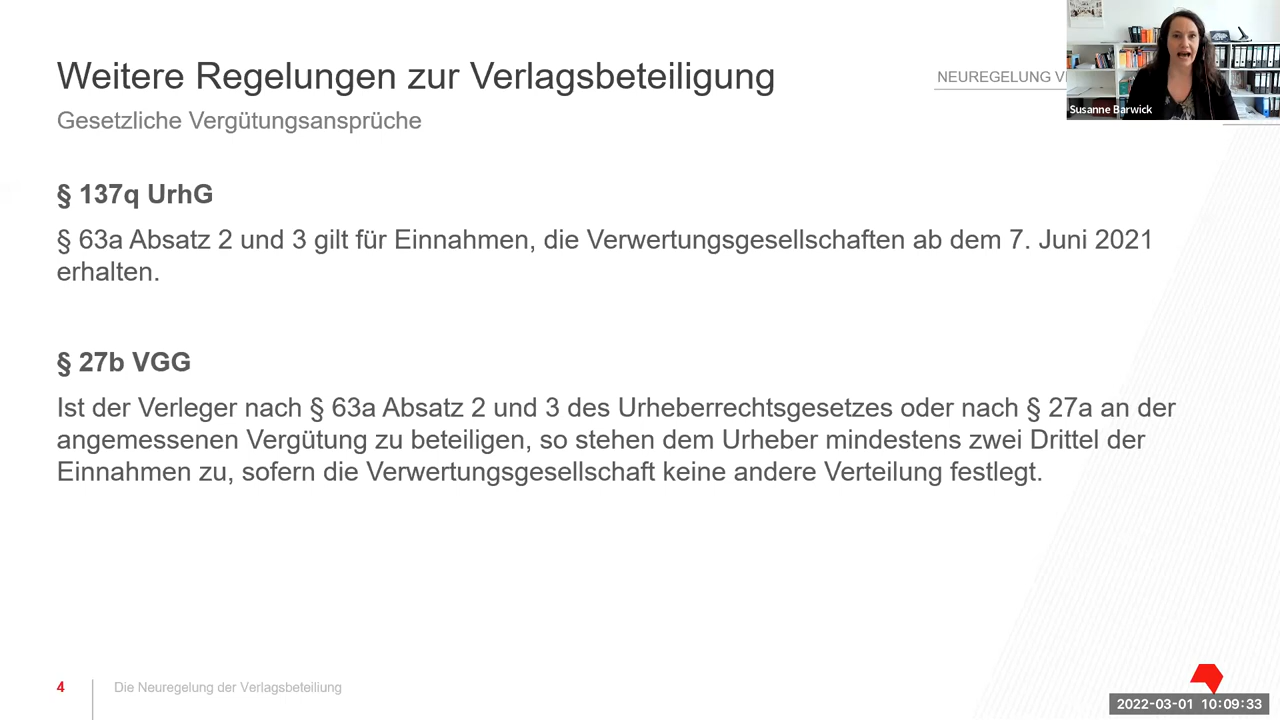 Weitere Regelungen zur Verlagsbeteiligung
NEUREGELUNG
Susanne Barwick
Gesetzliche Vergütungsansprüche
§ 137q UrhG
§ 63a Absatz 2 und 3 gilt für Einnahmen, die Verwertungsgesellschaften ab dem 7. Juni 2021
erhalten.
§ 27b VGG
Ist der Verleger nach § 63a Absatz 2 und 3 des Urheberrechtsgesetzes oder nach § 27a an der
angemessenen Vergütung zu beteiligen, so stehen dem Urheber mindestens zwei Drittel der
Einnahmen zu, sofern die Verwertungsgesellschaft keine andere Verteilung festlegt.
4
Die Neuregelung der Verlagsbeteiliung
2022-03-01 10:09:33